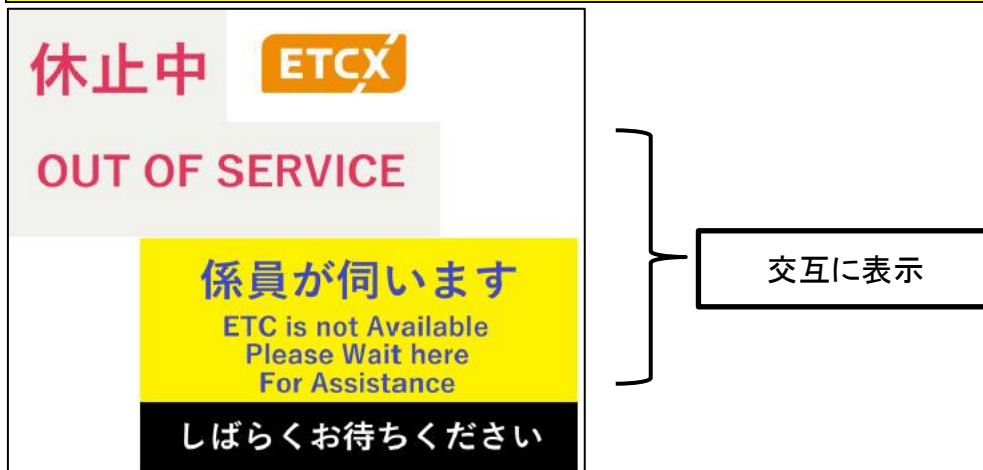 休止中 ETCX
OUT OF SERVICE
係員が伺います
ETC is not Available
Please Wait here
For Assistance
しばらくお待ちください
交互に表示